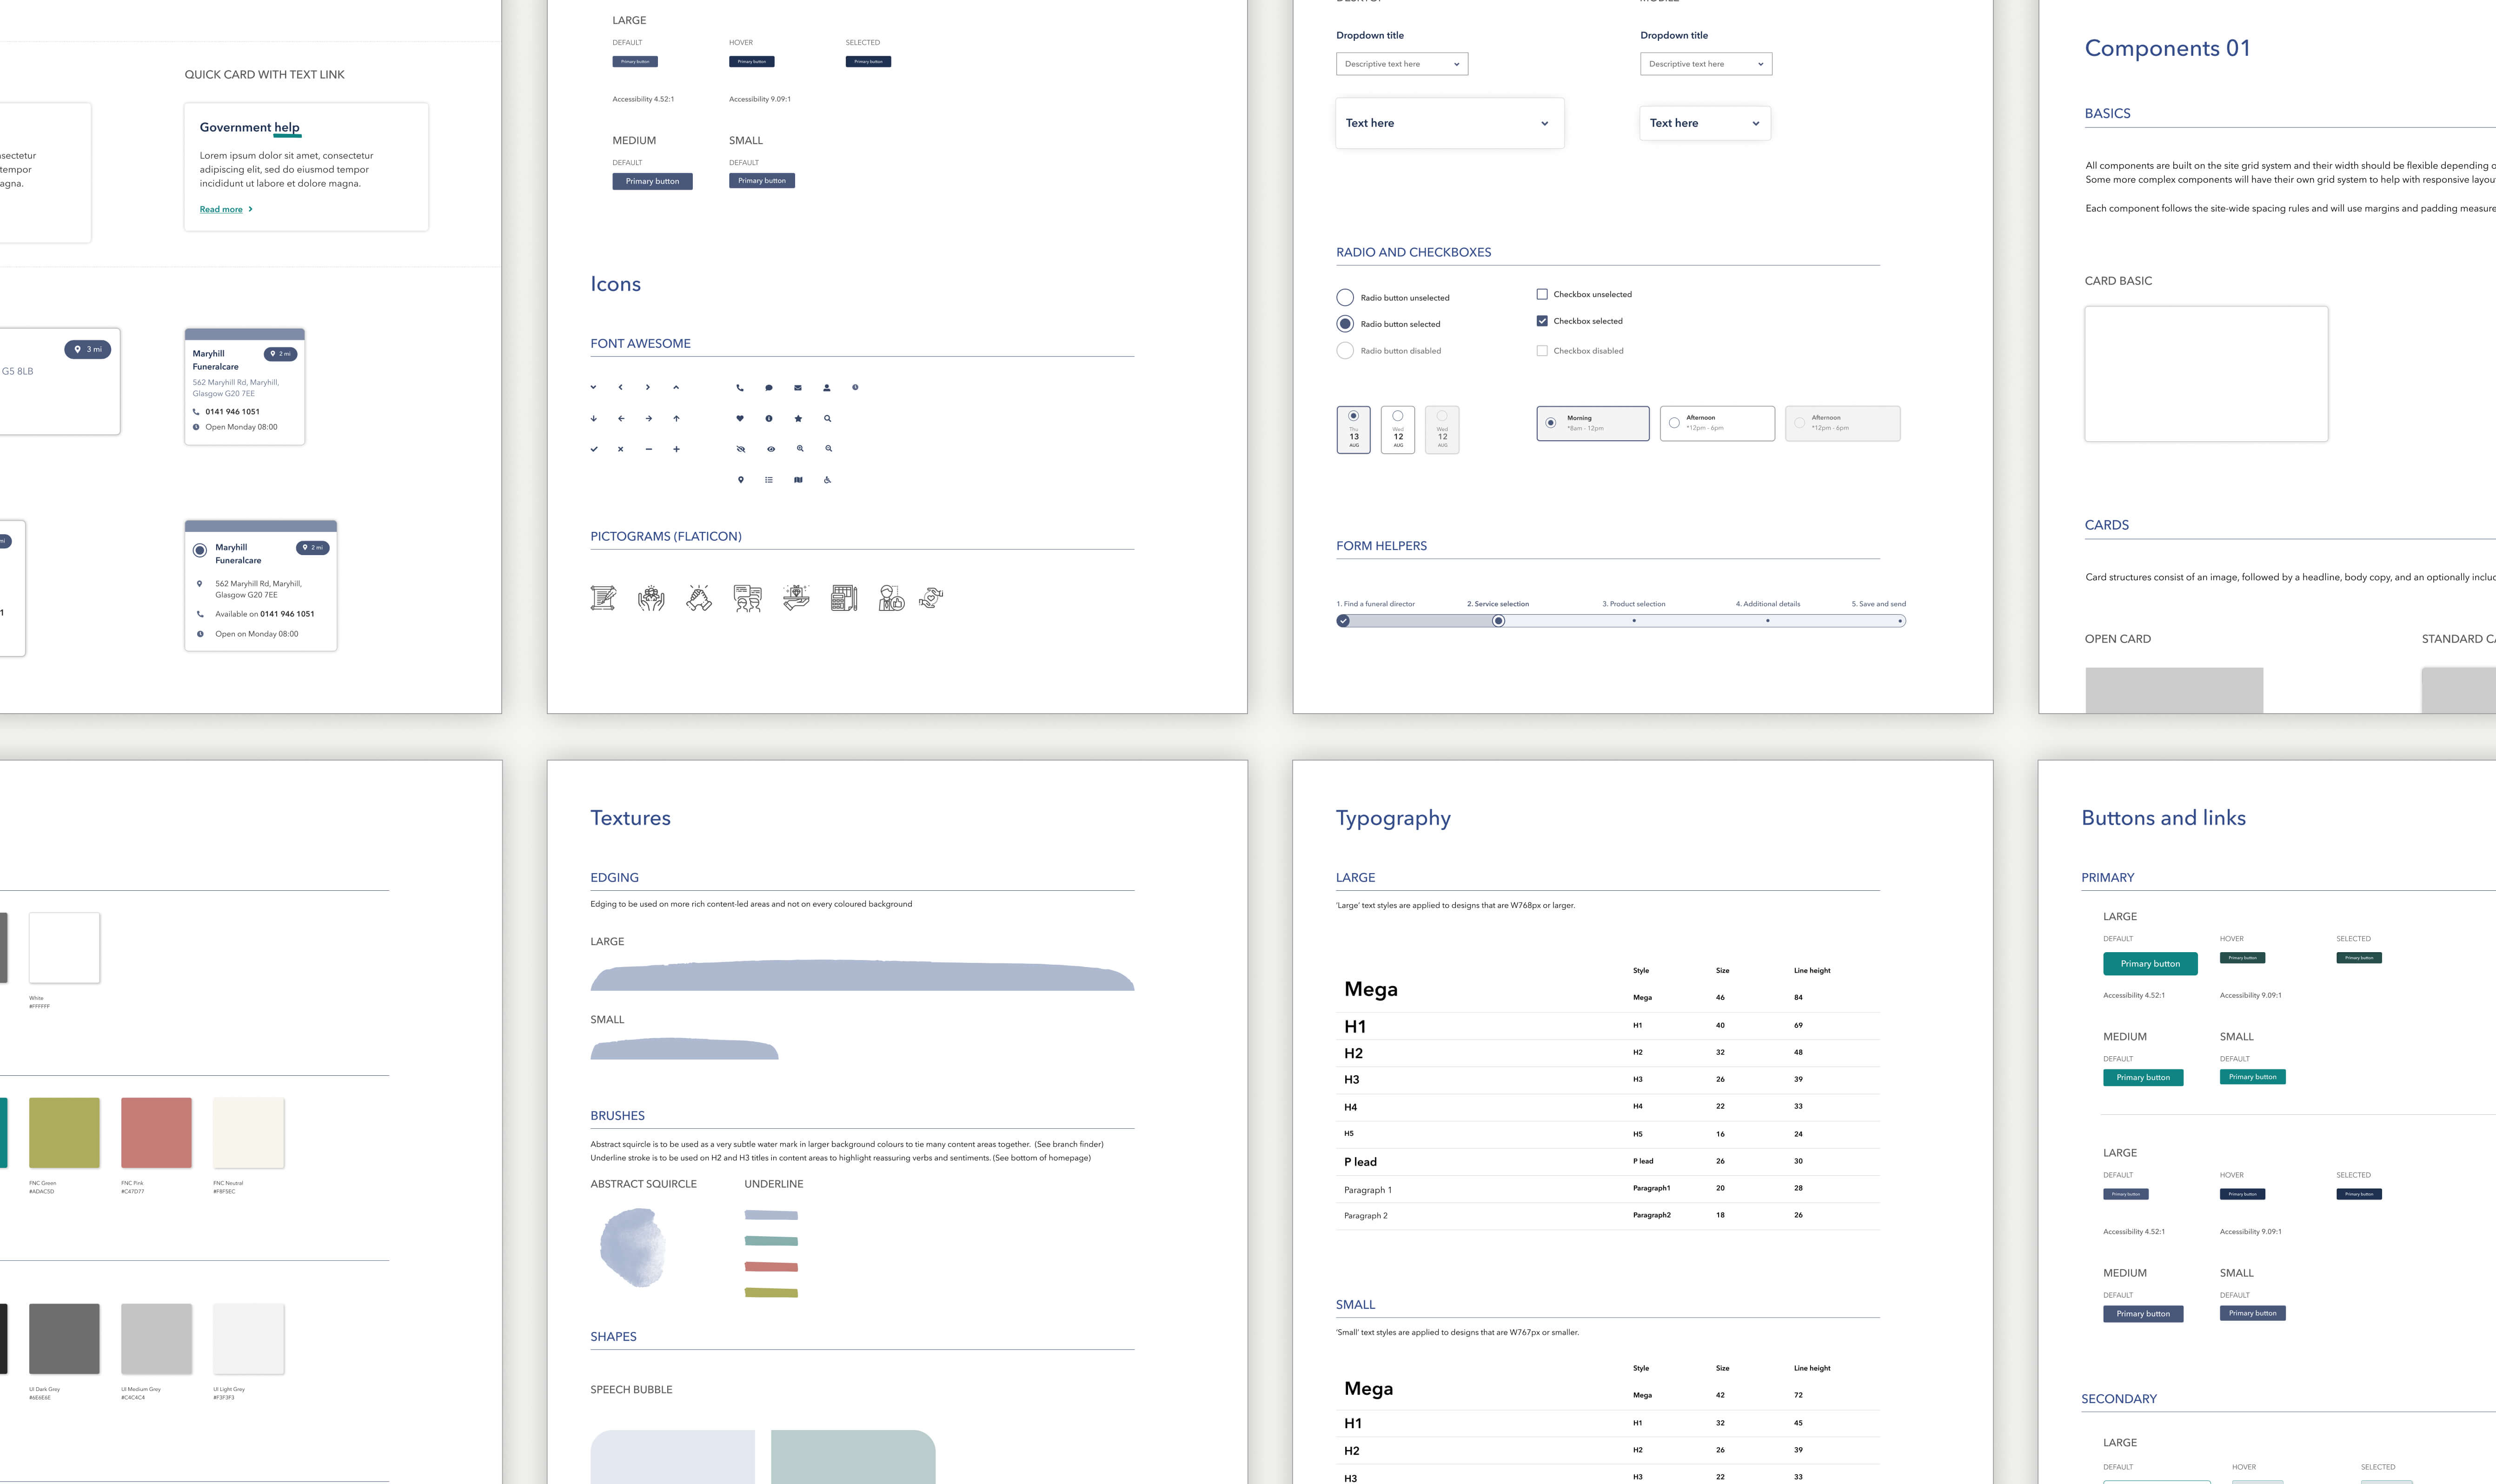 QUICK CARD WITH TEXT LINK
Government help
Lorem ipsum dolor sit amet, consectetur
adipiscing elit, sed do eiusmod tempor
incididunt ut labore et dolore magna.
Read more
tempor
agna.
3 mi
G5 8LB
Maryhill
Funeralcare
2 mi
562 Maryhill Rd, Maryhill,
Glasgow G20 7EE
0141 946 1051
Open Monday 08:00
mi
1
Maryhill
Funeralcare
2 mi
562 Maryhill Rd, Maryhill,
Glasgow G20 7EE
Available on 0141 946 1051
Open on Monday 08:00
LARGE
DEFAULT
HOVER
SELECTED
Primary button
Primary button
Primary button
Accessibility 4.52:1
Accessibility 9.09:1
MEDIUM
SMALL
DEFAULT
DEFAULT
Primary button
Primary button
Icons
FONT AWESOME
PICTOGRAMS (FLATICON)
Dropdown title
Dropdown title
Descriptive text here
Descriptive text here
Text here
Text here
RADIO AND CHECKBOXES
Radio button unselected
Radio button selected
Radio button disabled
Checkbox unselected
Checkbox selected
Checkbox disabled
Thu
13
AUG
Wed
12
AUG
Wed
12
AUG
Morning
*8am - 12pm
Afternoon
*12pm - 6pm
Afternoon
*12pm - 6pm
FORM HELPERS
1. Find a funeral director
2. Service selection
3. Product selection
4. Additional details
5. Save and send
Components 01
BASICS
All components are built on the site grid system and their width should be flexible depending
Some more complex components will have their own grid system to help with responsive
Each component follows the site-wide spacing rules and will use margins and padding
CARD BASIC
CARDS
Card structures consist of an image, followed by a headline, body copy, and an optionally
OPEN CARD
STANDARD
White
#FFFFFF
FNC Green
#ADAC5D
FNC Pink
#C47D77
FNC Neutral
#F8F5EC
UI Dark Grey
#6E6E6E
UI Medium Grey
#C4C4C4
UI Light Grey
#F3F3F3
Textures
EDGING
Edging to be used on more rich content-led areas and not on every coloured background
LARGE
SMALL
BRUSHES
Abstract squircle is to be used as a very subtle water mark in larger background colours to tie many content areas together. (See branch finder)
Underline stroke is to be used on H2 and H3 titles in content areas to highlight reassuring verbs and sentiments. (See bottom of homepage)
ABSTRACT SQUIRCLE
UNDERLINE
SHAPES
SPEECH BUBBLE
Typography
LARGE
'Large' text styles are applied to designs that are W768px or larger.
Style Size Line height
Mega Mega 46 84
H1 H1 40 69
H2 H2 32 48
H3 H3 26 39
H4 H4 22 33
H5 H5 16 24
P lead P lead 26 30
Paragraph 1 Paragraph1 20 28
Paragraph 2 Paragraph2 18 26
SMALL
'Small' text styles are applied to designs that are W767px or smaller.
Style Size Line height
Mega Mega 42 72
H1 H1 32 45
H2 H2 26 39
H3 H3 22 33
Buttons and links
PRIMARY
LARGE
DEFAULT
HOVER
SELECTED
Primary button
Primary button
Primary button
Accessibility 4.52:1
Accessibility 9.09:1
MEDIUM
SMALL
DEFAULT
DEFAULT
Primary button
Primary button
LARGE
DEFAULT
HOVER
SELECTED
Primary button
Primary button
Primary button
Accessibility 4.52:1
Accessibility 9.09:1
MEDIUM
SMALL
DEFAULT
DEFAULT
Primary button
Primary button
SECONDARY
LARGE
DEFAULT
HOVER
SELECTED